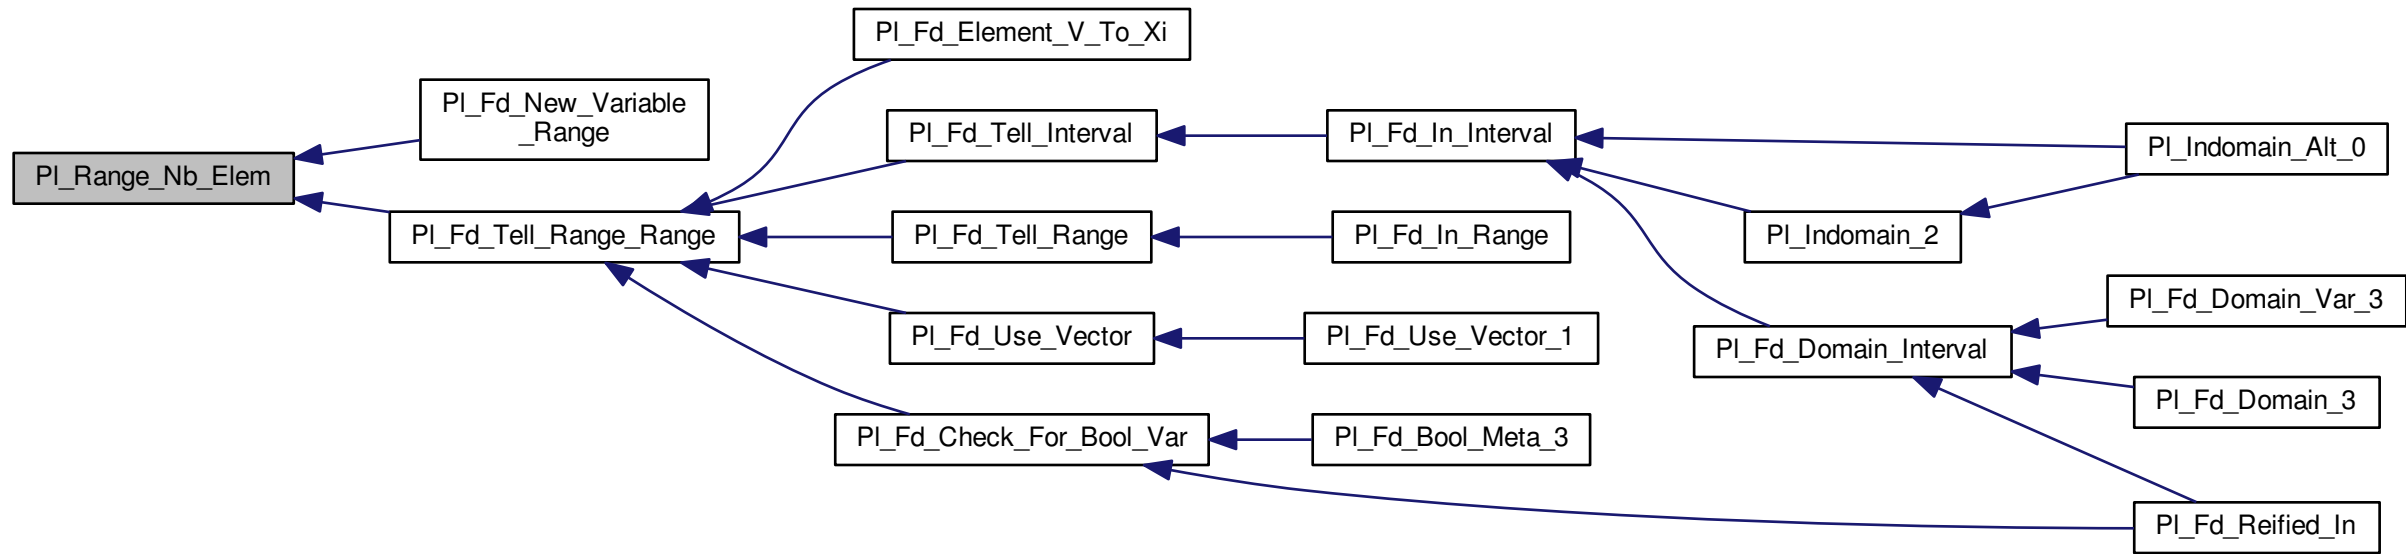 Pl_Range_Nb_Elem
Pl_Fd_New_Variable
_Range
Pl_Fd_Tell_Range_Range
Pl_Fd_Element_V_To_Xi
Pl_Fd_Tell_Interval
Pl_Fd_Tell_Range
Pl_Fd_Use_Vector
Pl_Fd_Check_For_Bool_Var
Pl_Fd_In_Interval
Pl_Fd_In_Range
Pl_Fd_Use_Vector_1
Pl_Fd_Bool_Meta_3
Pl_Indomain_2
Pl_Fd_Domain_Interval
Pl_Indomain_Alt_0
Pl_Fd_Domain_Var_3
Pl_Fd_Domain_3
Pl_Fd_Reified_In